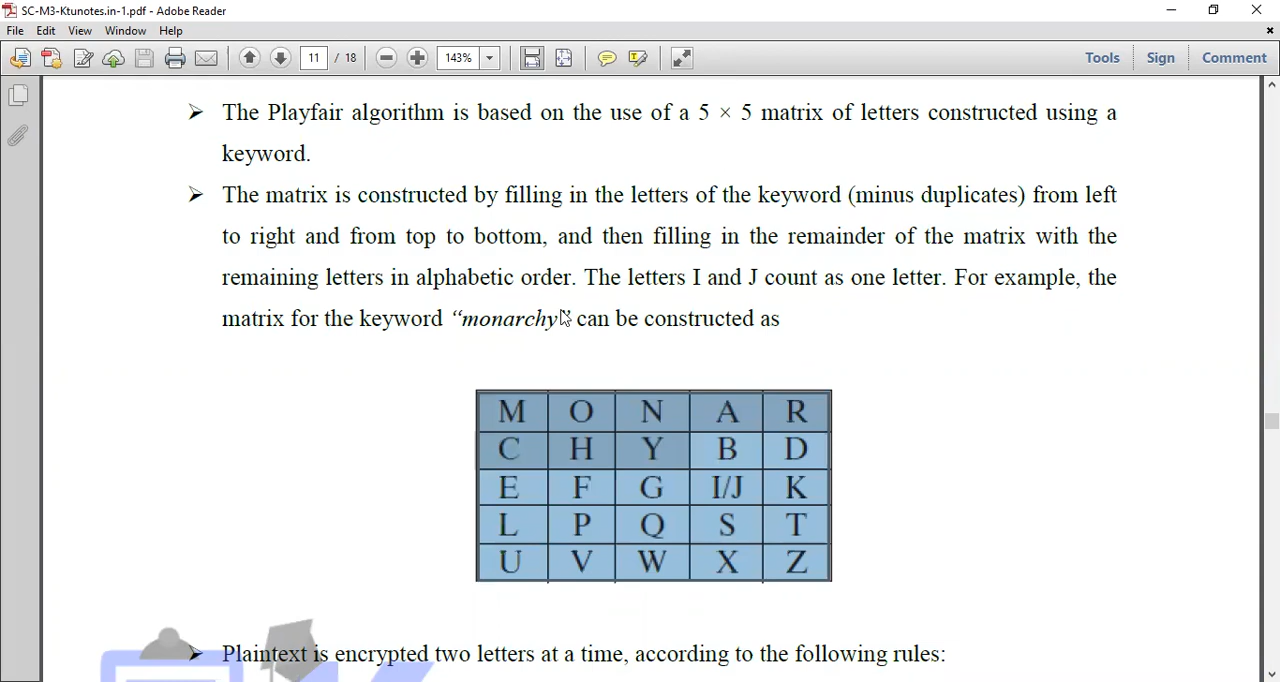 SC-M3-Ktunotes.in-1.pdf - Adobe Reader
File Edit View Window Help
11 / 18 143% Tools Sign Comment
➢ The Playfair algorithm is based on the use of a 5 × 5 matrix of letters constructed using a
keyword.
➢ The matrix is constructed by filling in the letters of the keyword (minus duplicates) from left
to right and from top to bottom, and then filling in the remainder of the matrix with the
remaining letters in alphabetic order. The letters I and J count as one letter. For example, the
matrix for the keyword “monarchy” can be constructed as
M O N A R
C H Y B D
E F G I/J K
L P Q S T
U V W X Z
➢ Plaintext is encrypted two letters at a time, according to the following rules: